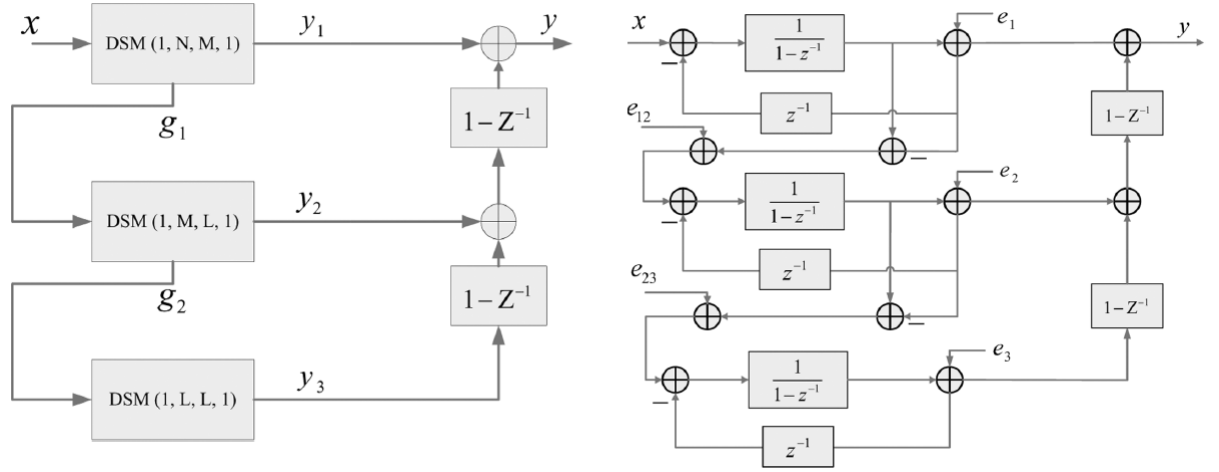 x
DSM (1, N, M, 1)
y₁
y
g₁
1−Z⁻¹
DSM (1, M, L, 1)
y₂
g₂
1−Z⁻¹
DSM (1, L, L, 1)
y₃
x
−
1
1−z⁻¹
e₁
y
z⁻¹
1−Z⁻¹
e₁₂
−
−
1
1−z⁻¹
e₂
z⁻¹
e₂₃
−
1−Z⁻¹
−
1
1−z⁻¹
e₃
z⁻¹